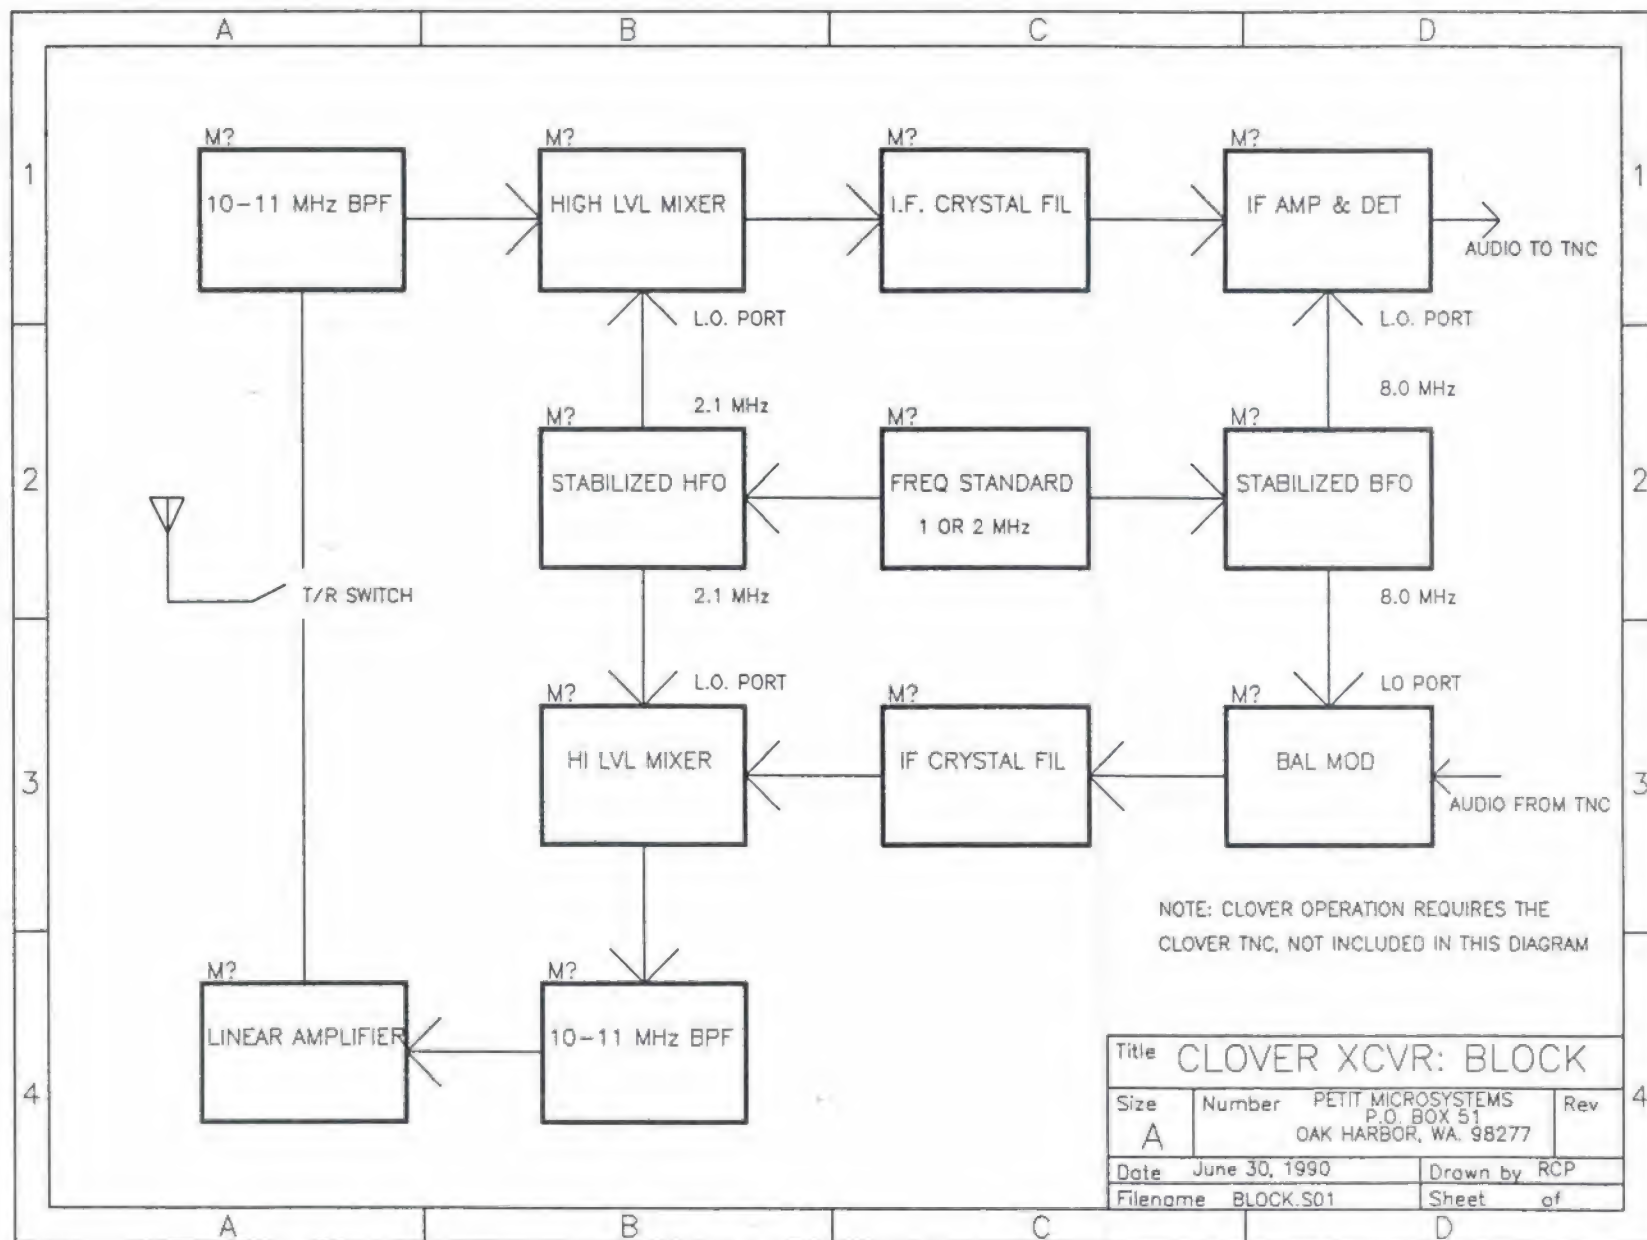 A B C D
1 1
M? M? M? M?
10-11 MHz BPF HIGH LVL MIXER I.F. CRYSTAL FIL IF AMP & DET
AUDIO TO TNC
L.O. PORT L.O. PORT
2.1 MHz 8.0 MHz
M? M? M?
2 2
STABILIZED HFO FREQ STANDARD STABILIZED BFO
1 OR 2 MHz
T/R SWITCH 2.1 MHz 8.0 MHz
L.O. PORT LO PORT
M? M? M?
HI LVL MIXER IF CRYSTAL FIL BAL MOD
3 3
AUDIO FROM TNC
NOTE: CLOVER OPERATION REQUIRES THE
CLOVER TNC, NOT INCLUDED IN THIS DIAGRAM
M? M?
LINEAR AMPLIFIER 10-11 MHz BPF
4 4
Title CLOVER XCVR: BLOCK
Size A
Number PETIT MICROSYSTEMS
P.O. BOX 51
OAK HARBOR, WA. 98277
Rev
Date June 30, 1990 Drawn by RCP
Filename BLOCK.S01 Sheet of
A B C D